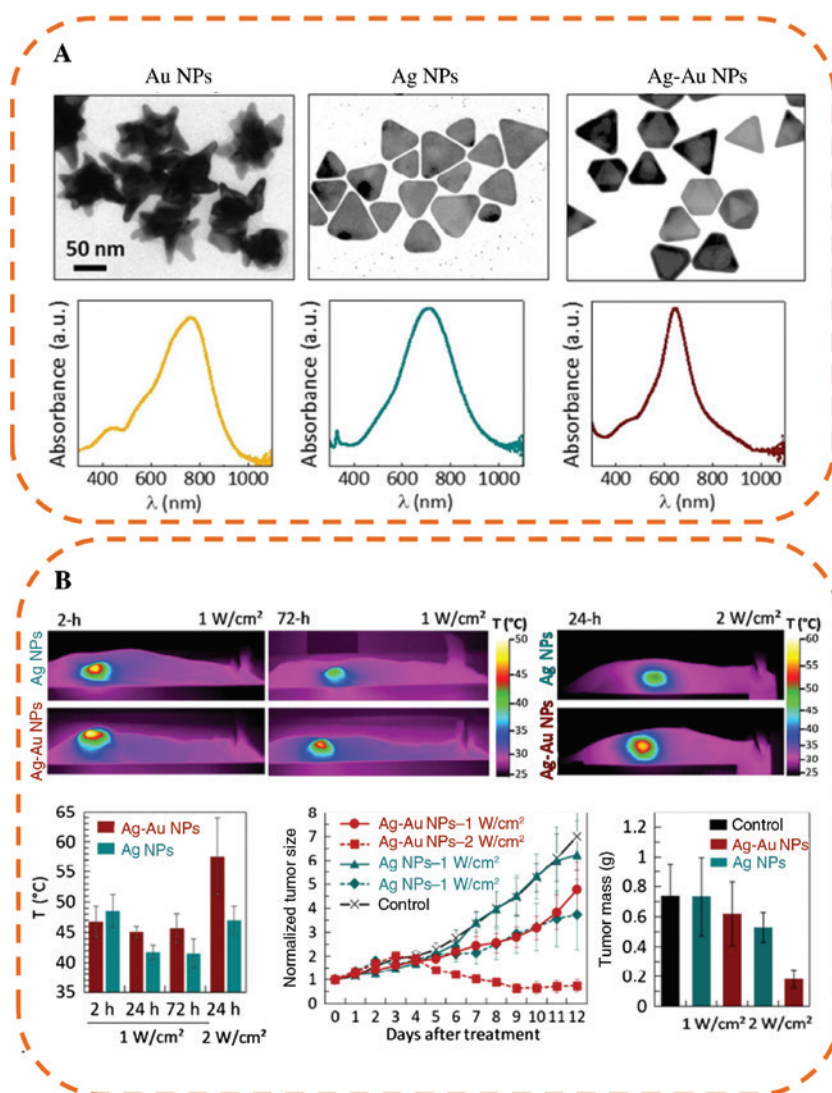 A
Au NPs
Ag NPs
Ag-Au NPs
50 nm
Absorbance (a.u.)
400 600 800 1000
λ (nm)
Absorbance (a.u.)
400 600 800 1000
λ (nm)
Absorbance (a.u.)
400 600 800 1000
λ (nm)
B
2-h 1 W/cm²
72-h 1 W/cm²
T (°C)
24-h 2 W/cm²
T (°C)
Ag NPs
Ag-Au NPs
50
45
40
35
30
25
Ag NPs
Ag-Au NPs
60
55
50
45
40
35
30
25
T (°C)
65
60
55
50
45
40
35
Ag-Au NPs
Ag NPs
2 h 24 h 72 h 24 h
1 W/cm² 2 W/cm²
Normalized tumor size
8
7
6
5
4
3
2
1
0
Ag-Au NPs–1 W/cm²
Ag-Au NPs–2 W/cm²
Ag NPs–1 W/cm²
Ag NPs–1 W/cm²
Control
0 1 2 3 4 5 6 7 8 9 10 11 12
Days after treatment
Tumor mass (g)
1.2
1
0.8
0.6
0.4
0.2
0
Control
Ag-Au NPs
Ag NPs
1 W/cm² 2 W/cm²